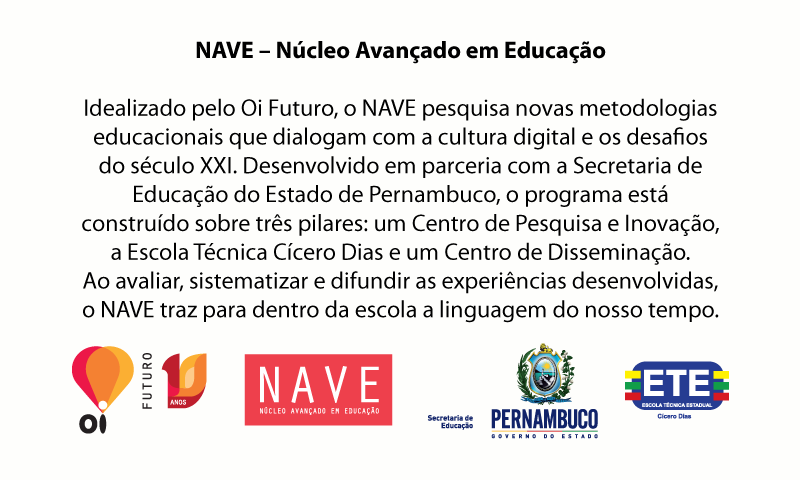 NAVE – Núcleo Avançado em Educação
Idealizado pelo Oi Futuro, o NAVE pesquisa novas metodologias
educacionais que dialogam com a cultura digital e os desafios
do século XXI. Desenvolvido em parceria com a Secretaria de
Educação do Estado de Pernambuco, o programa está
construído sobre três pilares: um Centro de Pesquisa e Inovação,
a Escola Técnica Cícero Dias e um Centro de Disseminação.
Ao avaliar, sistematizar e difundir as experiências desenvolvidas,
o NAVE traz para dentro da escola a linguagem do nosso tempo.
Oi
FUTURO
10
ANOS
NAVE
NÚCLEO AVANÇADO EM EDUCAÇÃO
Secretaria de
Educação
PERNAMBUCO
GOVERNO DO ESTADO
ETE
ESCOLA TÉCNICA ESTADUAL
Cícero Dias